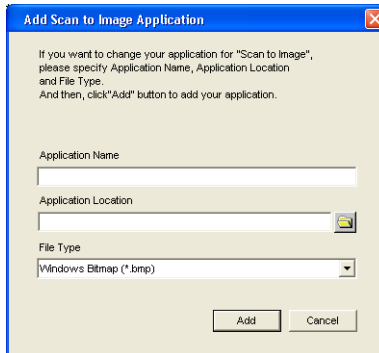 Add Scan to Image Application
If you want to change your application for "Scan to Image",
please specify Application Name, Application Location
and File Type.
And then, click"Add" button to add your application.
Application Name
Application Location
File Type
Windows Bitmap (*.bmp)
Add
Cancel